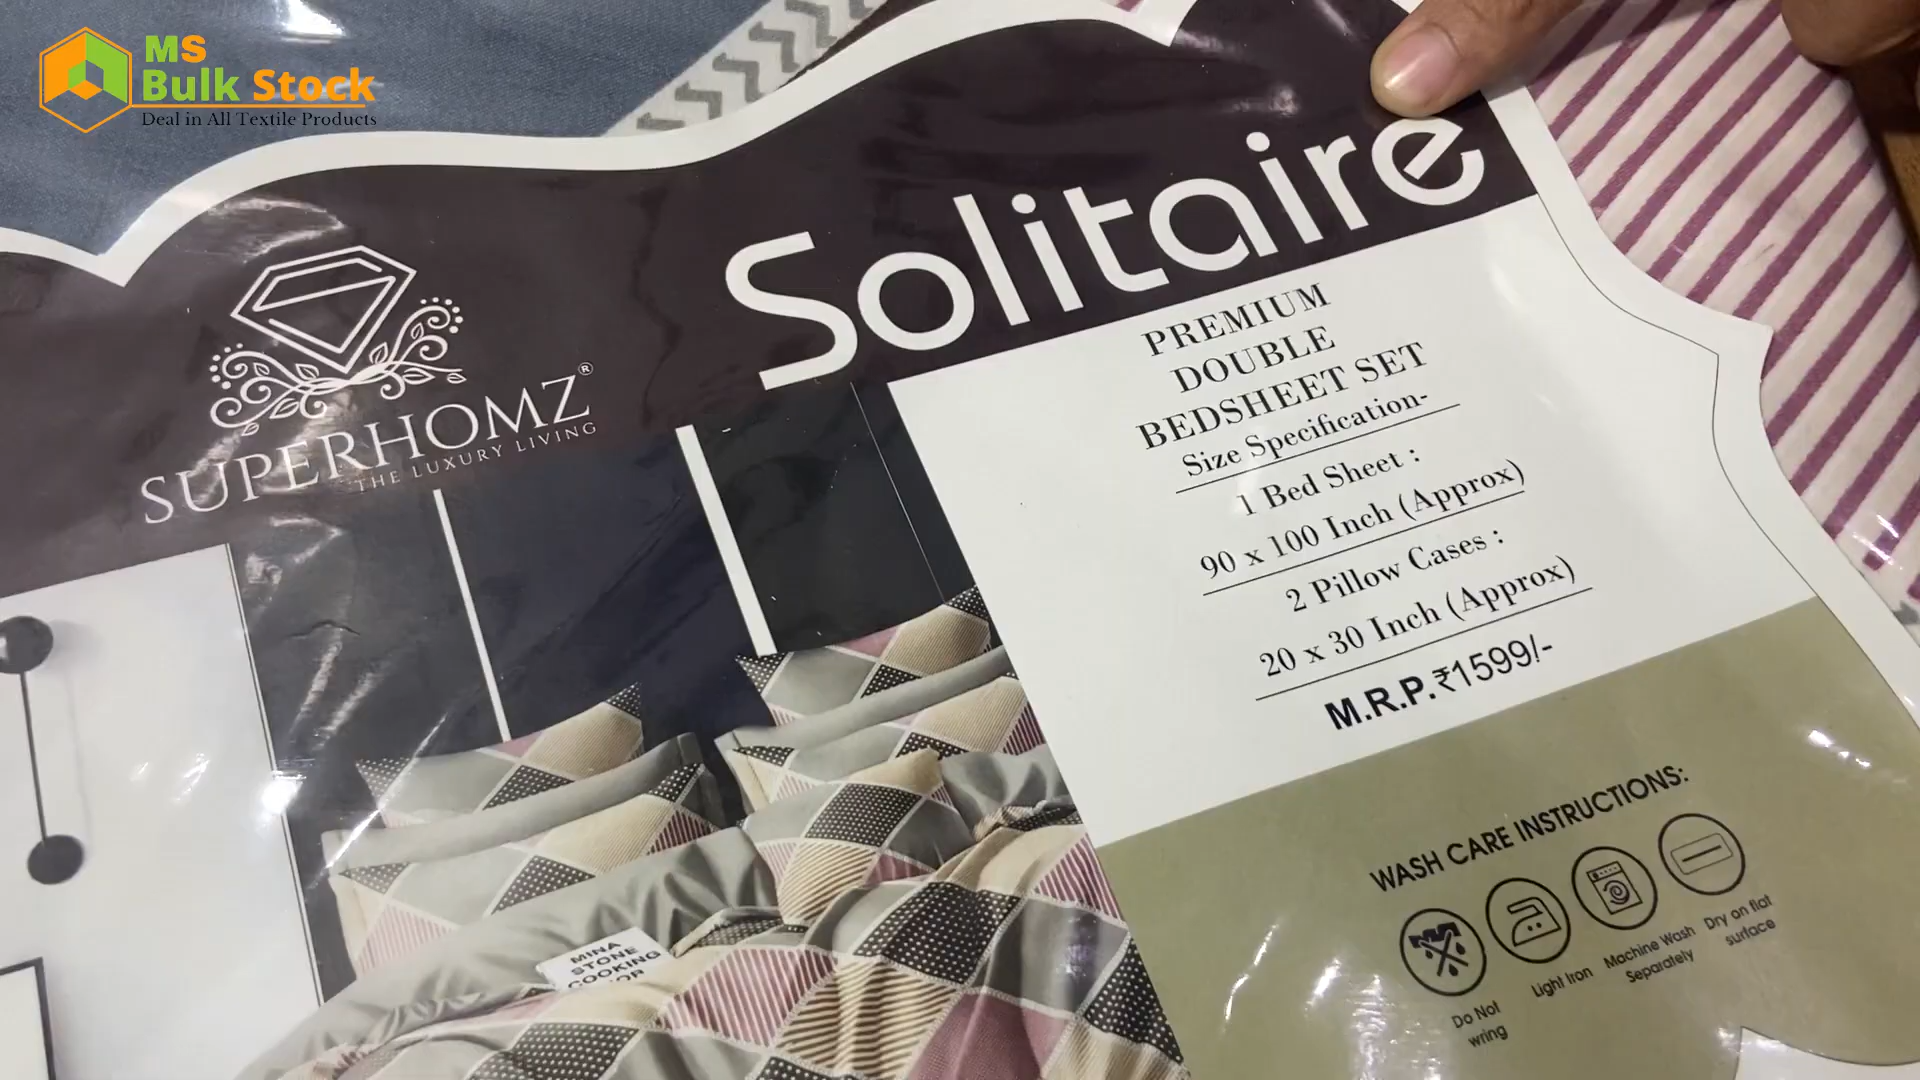 MS
Bulk Stock
Deal in All Textile Products
Solitaire
SUPERHOMZ®
THE LUXURY LIVING
PREMIUM
DOUBLE
BEDSHEET SET
Size Specification-
1 Bed Sheet :
90 x 100 Inch (Approx)
2 Pillow Cases :
20 x 30 Inch (Approx)
M.R.P.₹1599/-
WASH CARE INSTRUCTIONS:
Do Not
wring
Light Iron
Machine Wash
Separately
Dry on flat
surface
MINA
STONE
COOKING